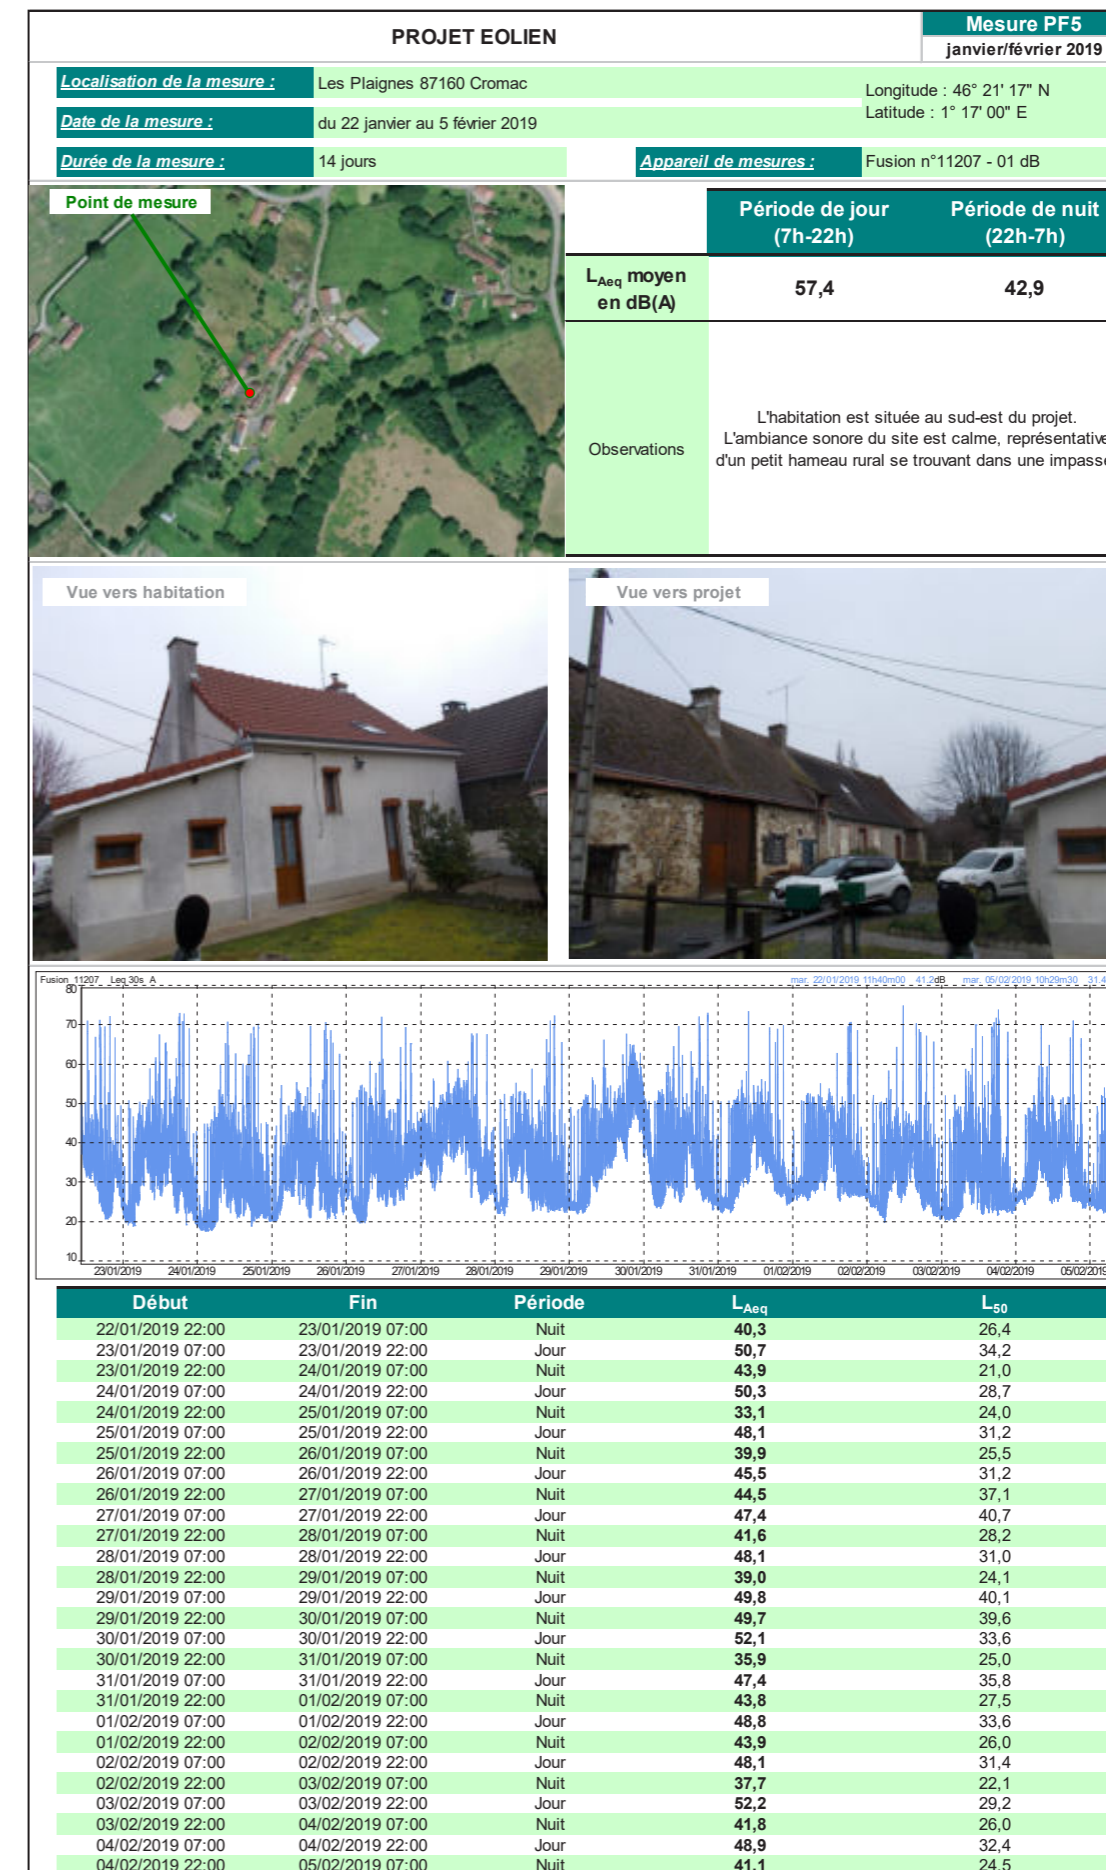 PROJET EOLIEN
Mesure PF5
janvier/février 2019
Localisation de la mesure :
Les Plaignes 87160 Cromac
Longitude : 46° 21' 17" N
Latitude : 1° 17' 00" E
Date de la mesure :
du 22 janvier au 5 février 2019
Durée de la mesure :
14 jours
Appareil de mesures :
Fusion n°11207 - 01 dB
Point de mesure
Période de jour
(7h-22h)
Période de nuit
(22h-7h)
LAeq moyen
en dB(A)
57,4
42,9
Observations
L'habitation est située au sud-est du projet.
L'ambiance sonore du site est calme, représentative
d'un petit hameau rural se trouvant dans une impasse
Vue vers habitation
Vue vers projet
Fusion_11207 Leq 30s A
mar. 22/01/2019 11h40m00 41.2dB mar. 05/02/2019 10h29m30 31.4
80
70
60
50
40
30
20
10
23/01/2019 24/01/2019 25/01/2019 26/01/2019 27/01/2019 28/01/2019 29/01/2019 30/01/2019 31/01/2019 01/02/2019 02/02/2019 03/02/2019 04/02/2019 05/02/2019
Début Fin Période LAeq L50
22/01/2019 22:00 23/01/2019 07:00 Nuit 40,3 26,4
23/01/2019 07:00 23/01/2019 22:00 Jour 50,7 34,2
23/01/2019 22:00 24/01/2019 07:00 Nuit 43,9 21,0
24/01/2019 07:00 24/01/2019 22:00 Jour 50,3 28,7
24/01/2019 22:00 25/01/2019 07:00 Nuit 33,1 24,0
25/01/2019 07:00 25/01/2019 22:00 Jour 48,1 31,2
25/01/2019 22:00 26/01/2019 07:00 Nuit 39,9 25,5
26/01/2019 07:00 26/01/2019 22:00 Jour 45,5 31,2
26/01/2019 22:00 27/01/2019 07:00 Nuit 44,5 37,1
27/01/2019 07:00 27/01/2019 22:00 Jour 47,4 40,7
27/01/2019 22:00 28/01/2019 07:00 Nuit 41,6 28,2
28/01/2019 07:00 28/01/2019 22:00 Jour 48,1 31,0
28/01/2019 22:00 29/01/2019 07:00 Nuit 39,0 24,1
29/01/2019 07:00 29/01/2019 22:00 Jour 49,8 40,1
29/01/2019 22:00 30/01/2019 07:00 Nuit 49,7 39,6
30/01/2019 07:00 30/01/2019 22:00 Jour 52,1 33,6
30/01/2019 22:00 31/01/2019 07:00 Nuit 35,9 25,0
31/01/2019 07:00 31/01/2019 22:00 Jour 47,4 35,8
31/01/2019 22:00 01/02/2019 07:00 Nuit 43,8 27,5
01/02/2019 07:00 01/02/2019 22:00 Jour 48,8 33,6
01/02/2019 22:00 02/02/2019 07:00 Nuit 43,9 26,0
02/02/2019 07:00 02/02/2019 22:00 Jour 48,1 31,4
02/02/2019 22:00 03/02/2019 07:00 Nuit 37,7 22,1
03/02/2019 07:00 03/02/2019 22:00 Jour 52,2 29,2
03/02/2019 22:00 04/02/2019 07:00 Nuit 41,8 26,0
04/02/2019 07:00 04/02/2019 22:00 Jour 48,9 32,4
04/02/2019 22:00 05/02/2019 07:00 Nuit 41,1 24,5